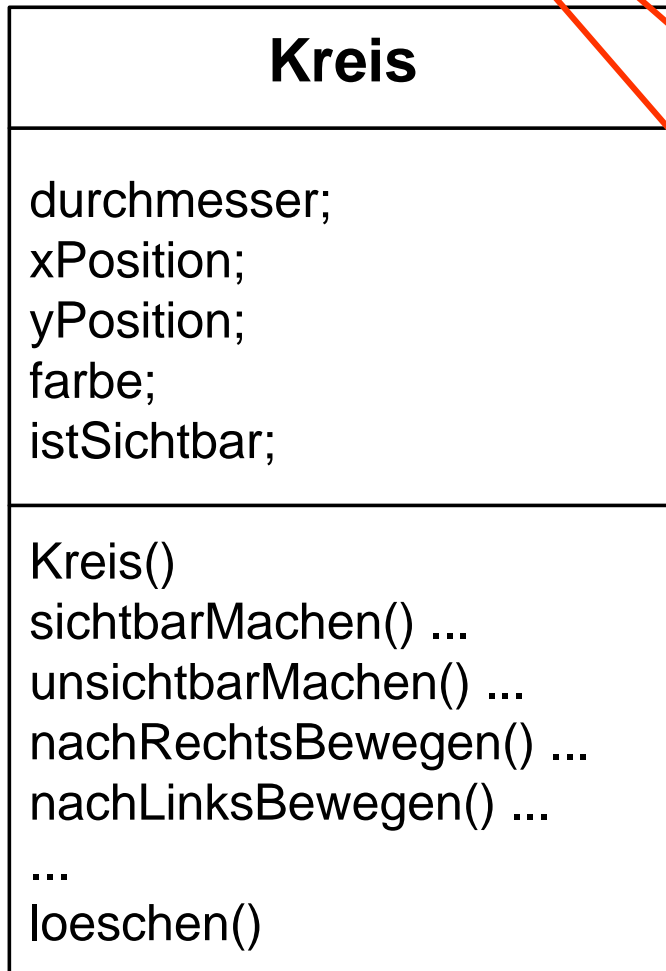 Kreis
durchmesser;
xPosition;
yPosition;
farbe;
istSichtbar;
Kreis()
sichtbarMachen() ...
unsichtbarMachen() ...
nachRechtsBewegen() ...
nachLinksBewegen() ...
...
loeschen()